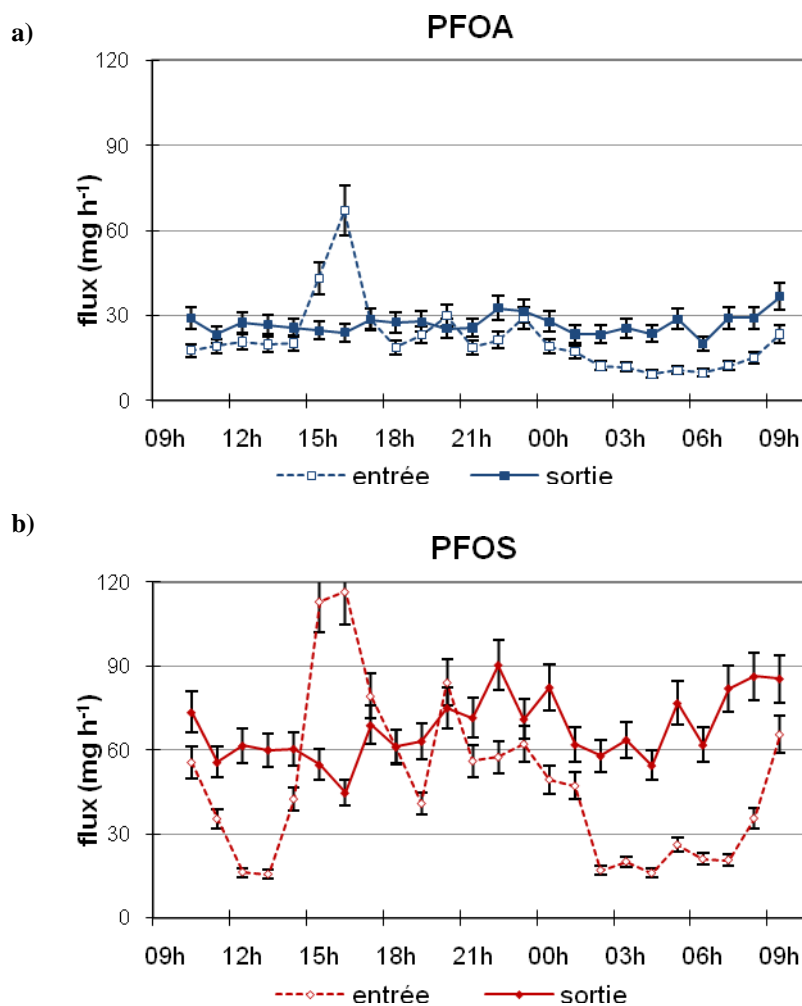 a)
PFOA
120
90
60
30
0
flux (mg h⁻¹)
09h 12h 15h 18h 21h 00h 03h 06h 09h
entrée sortie
b)
PFOS
120
90
60
30
0
flux (mg h⁻¹)
09h 12h 15h 18h 21h 00h 03h 06h 09h
entrée sortie